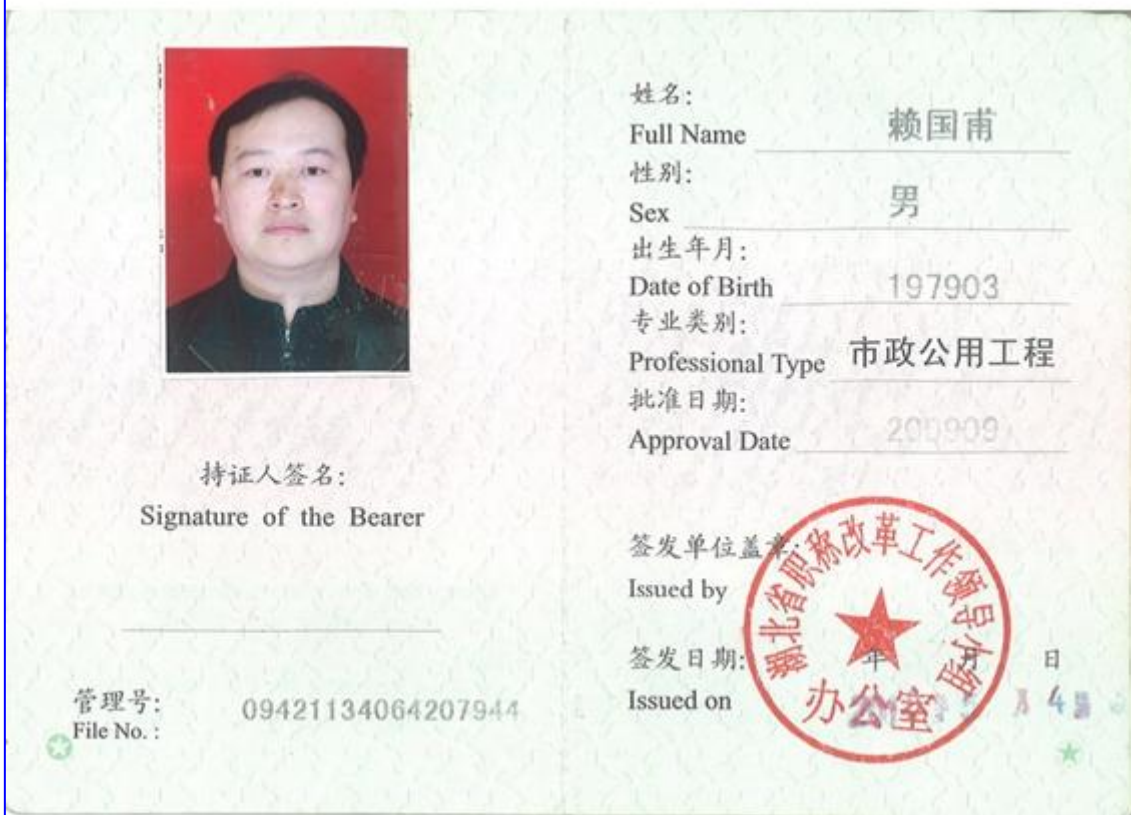 姓名:
Full Name 赖国甫
性别:
Sex 男
出生年月:
Date of Birth 197903
专业类别:
Professional Type 市政公用工程
批准日期:
Approval Date 200909
持证人签名:
Signature of the Bearer
签发单位盖章:
Issued by
湖北省职称改革工作领导小组
办公室
签发日期: 年 月 日
Issued on
管理号:
File No. : 09421134064207944